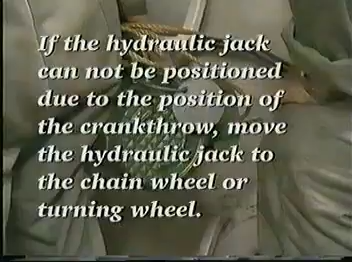 If the hydraulic jack
can not be positioned
due to the position of
the crankthrow, move
the hydraulic jack to
the chain wheel or
turning wheel.